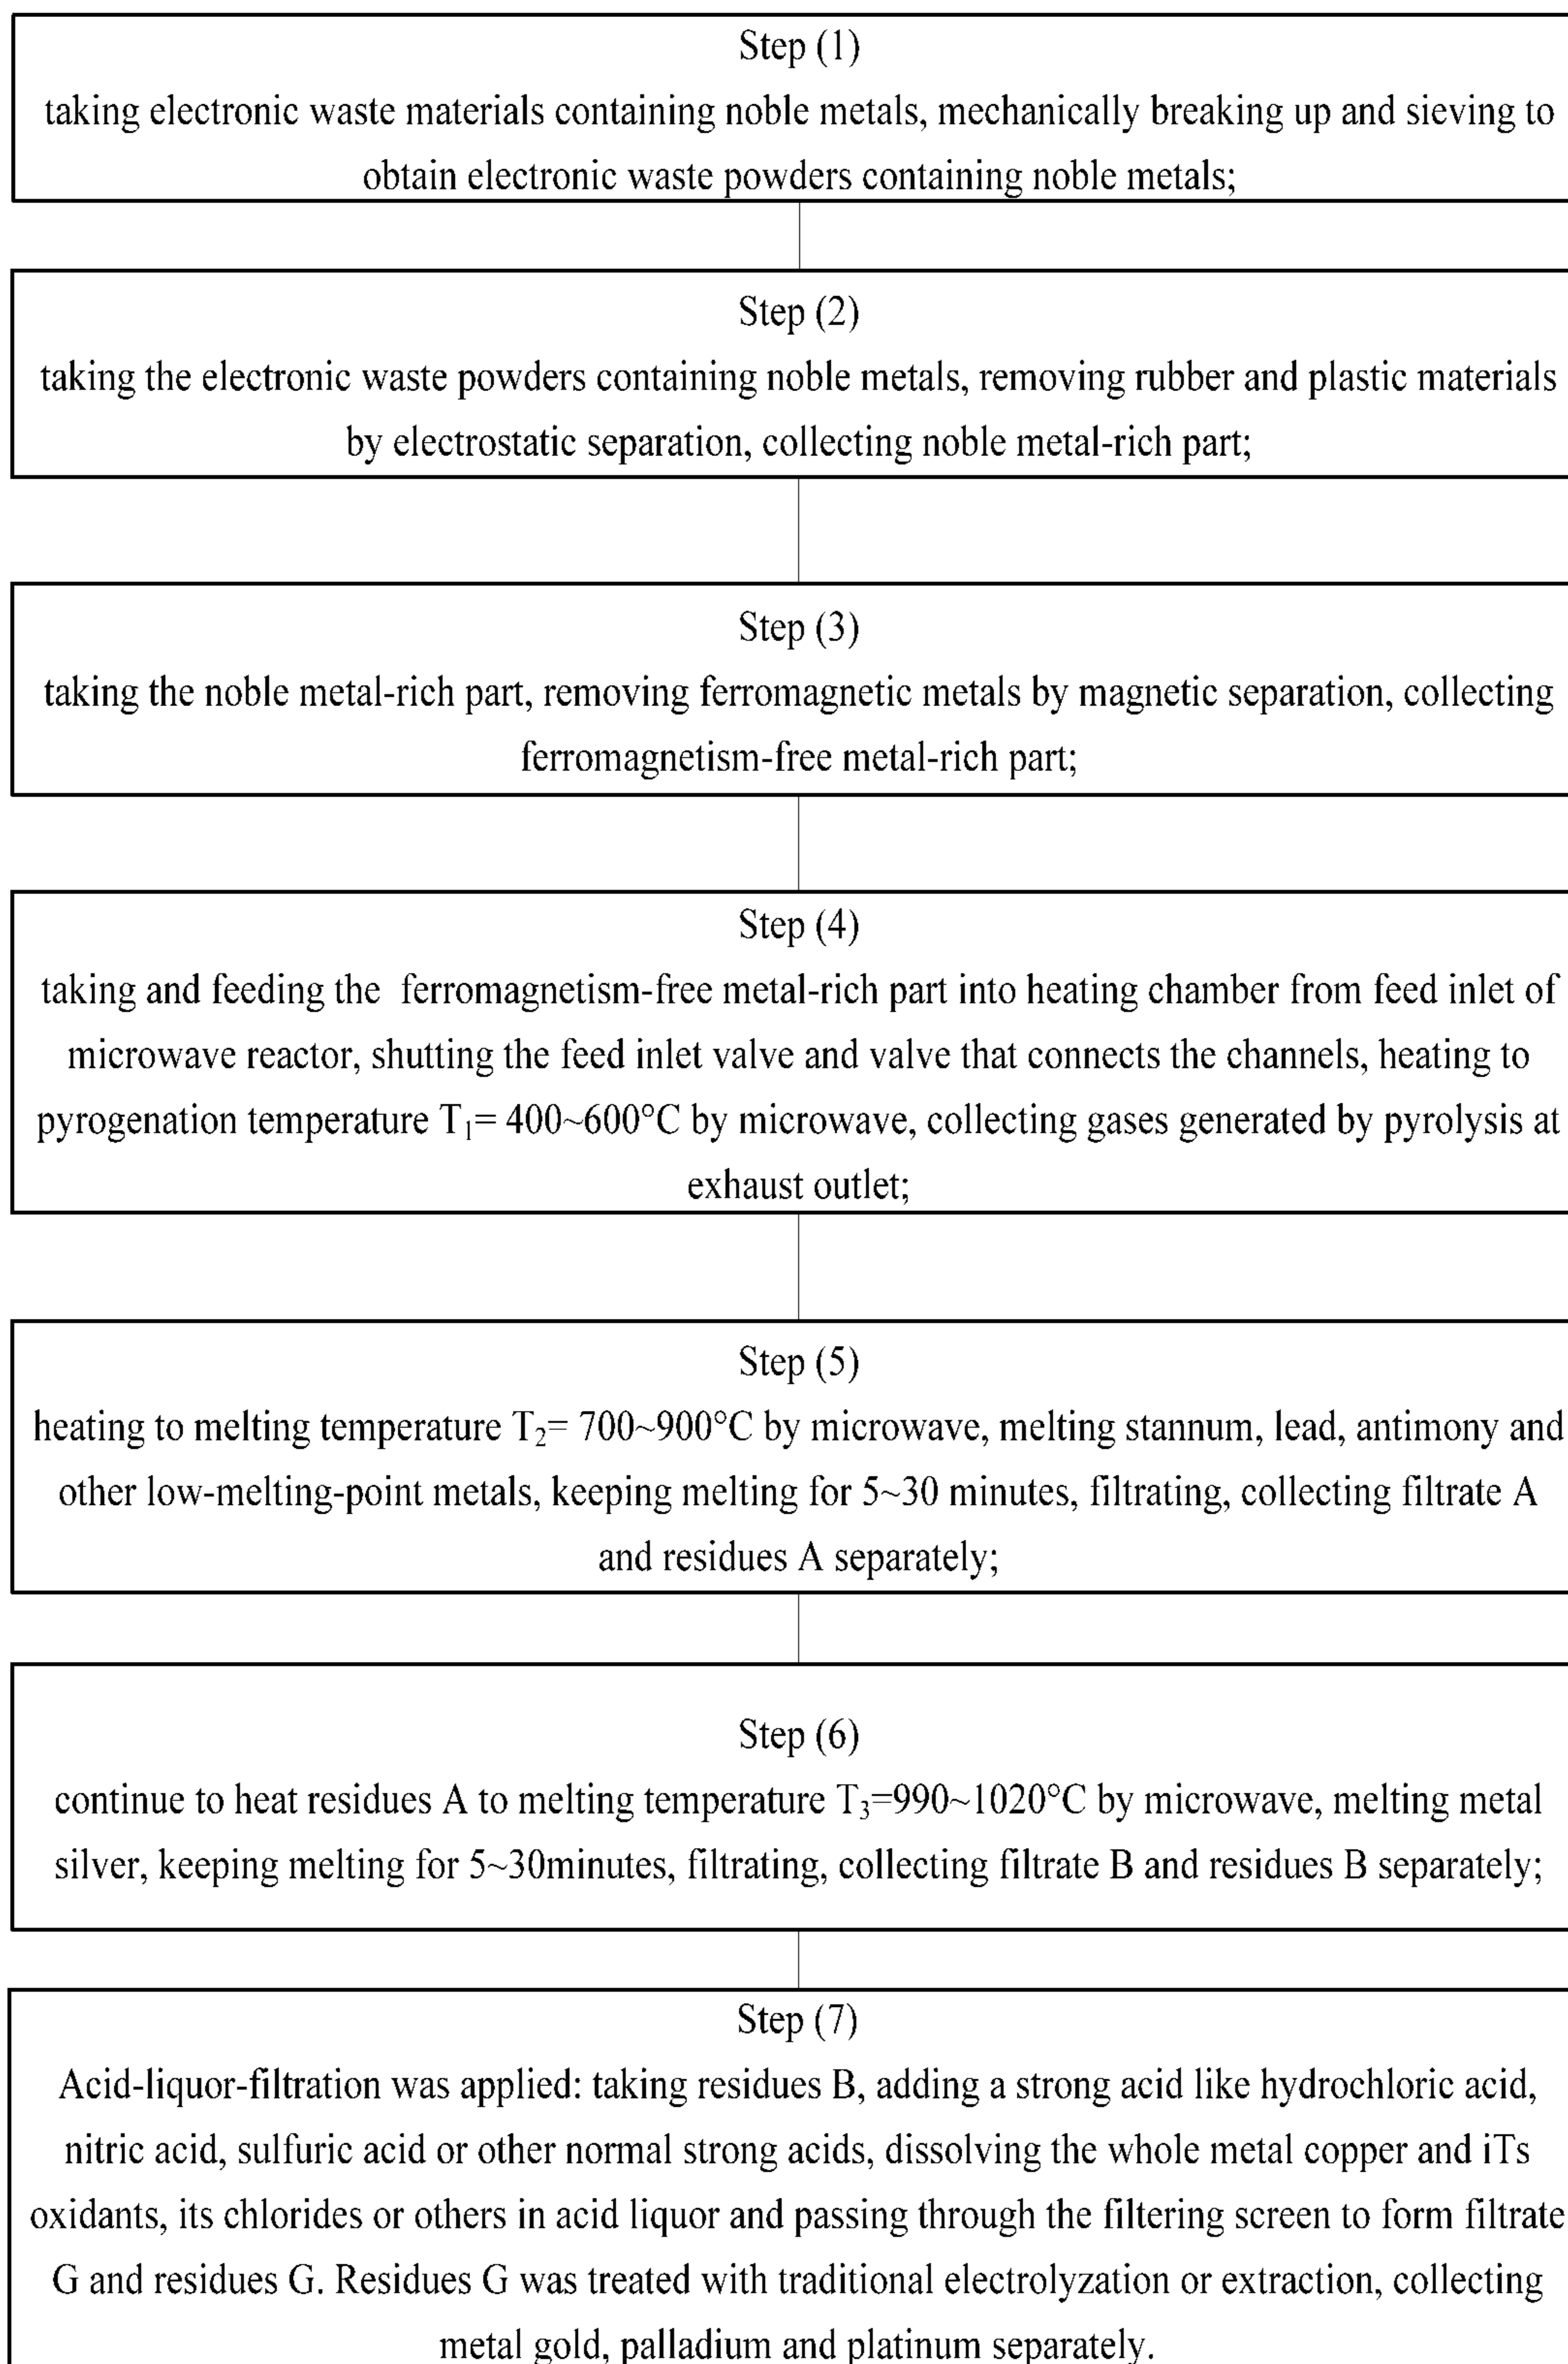 Step (1)
taking electronic waste materials containing noble metals, mechanically breaking up and sieving to
obtain electronic waste powders containing noble metals;
Step (2)
taking the electronic waste powders containing noble metals, removing rubber and plastic materials
by electrostatic separation, collecting noble metal-rich part;
Step (3)
taking the noble metal-rich part, removing ferromagnetic metals by magnetic separation, collecting
ferromagnetism-free metal-rich part;
Step (4)
taking and feeding the ferromagnetism-free metal-rich part into heating chamber from feed inlet of
microwave reactor, shutting the feed inlet valve and valve that connects the channels, heating to
pyrogenation temperature T₁= 400~600°C by microwave, collecting gases generated by pyrolysis at
exhaust outlet;
Step (5)
heating to melting temperature T₂= 700~900°C by microwave, melting stannum, lead, antimony and
other low-melting-point metals, keeping melting for 5~30 minutes, filtrating, collecting filtrate A
and residues A separately;
Step (6)
continue to heat residues A to melting temperature T₃=990~1020°C by microwave, melting metal
silver, keeping melting for 5~30minutes, filtrating, collecting filtrate B and residues B separately;
Step (7)
Acid-liquor-filtration was applied: taking residues B, adding a strong acid like hydrochloric acid,
nitric acid, sulfuric acid or other normal strong acids, dissolving the whole metal copper and iTs
oxidants, its chlorides or others in acid liquor and passing through the filtering screen to form filtrate
G and residues G. Residues G was treated with traditional electrolyzation or extraction, collecting
metal gold, palladium and platinum separately.